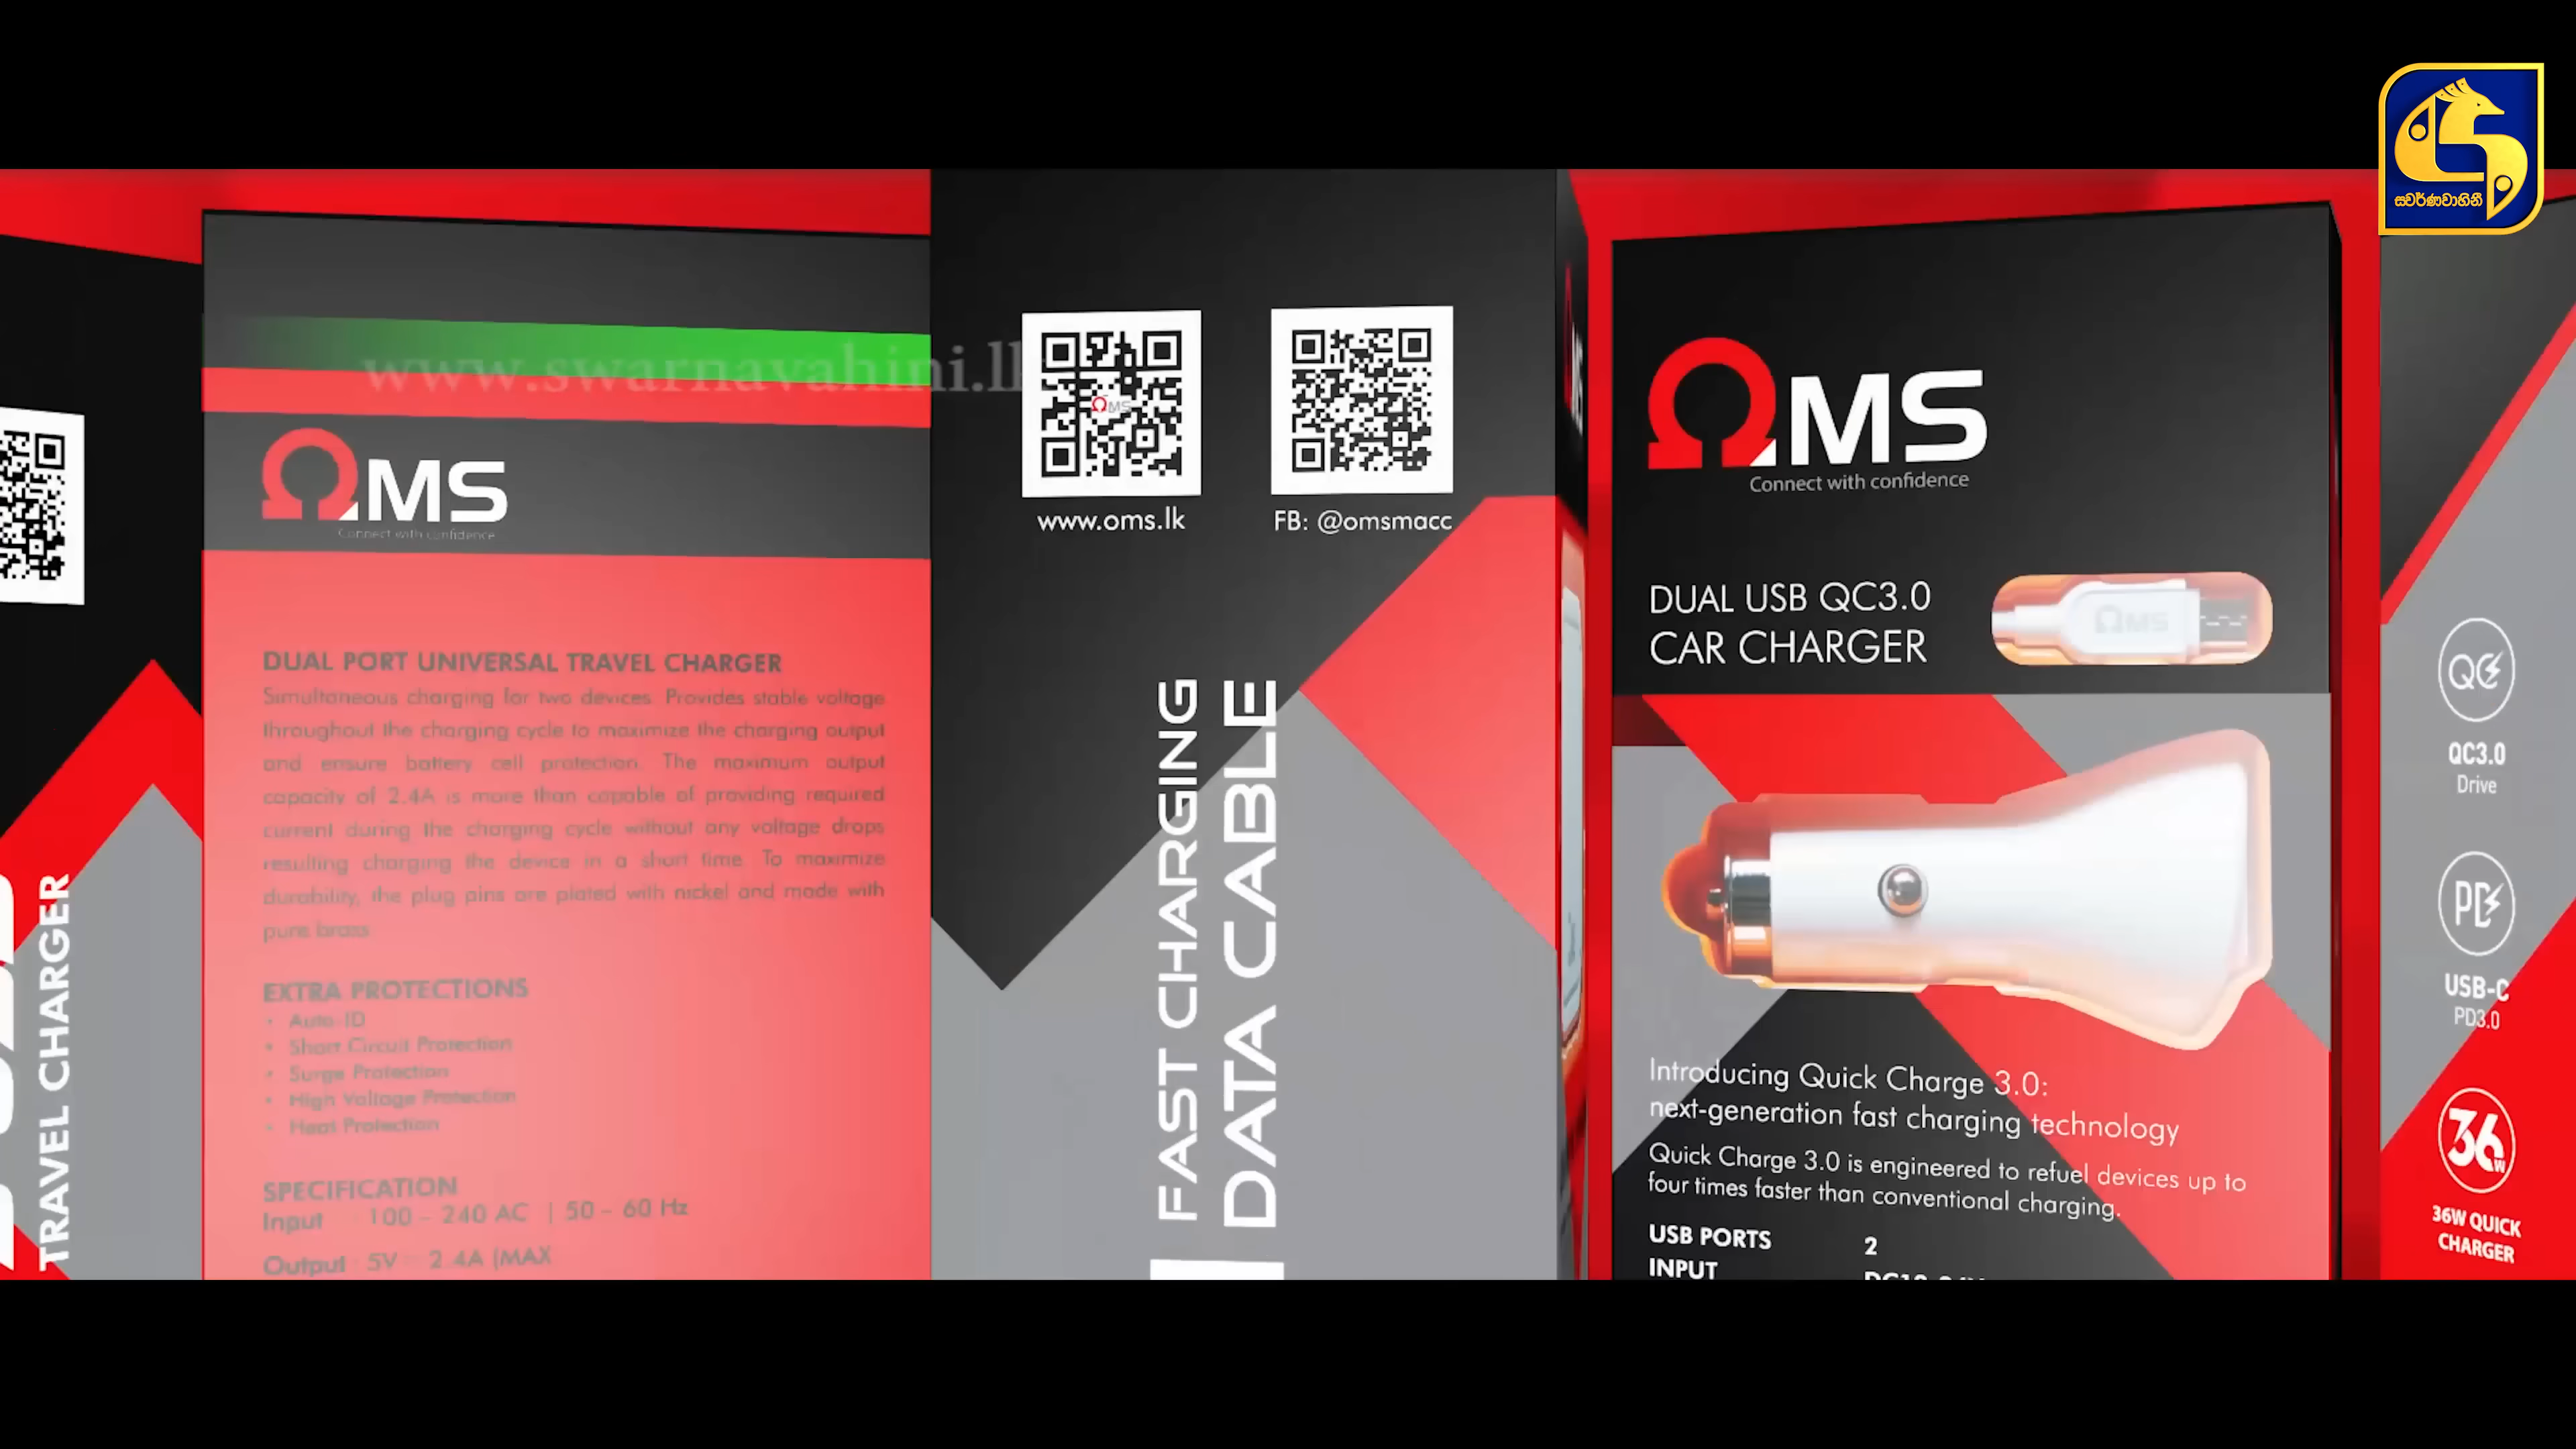 සවර්ණවාහිනී
www.swarnavahini.lk
TRAVEL CHARGER
ΩMS
Connect with confidence
DUAL PORT UNIVERSAL TRAVEL CHARGER
Simultaneous charging for two devices. Provides stable voltage
throughout the charging cycle to maximize the charging output
and ensure battery cell protection. The maximum output
capacity of 2.4A is more than capable of providing required
current during the charging cycle without any voltage drops
resulting charging the device in a short time. To maximize
durability, the plug pins are plated with nickel and made with
pure brass
EXTRA PROTECTIONS
• Auto ID
• Short Circuit Protection
• Surge Protection
• High Voltage Protection
• Heat Protection
SPECIFICATION
Input : 100 - 240 AC | 50 - 60 Hz
Output : 5V - 2.4A (MAX
ΩMS
www.oms.lk
FB: @omsmacc
FAST CHARGING
DATA CABLE
ΩMS
Connect with confidence
DUAL USB QC3.0
CAR CHARGER
ΩMS
Introducing Quick Charge 3.0:
next-generation fast charging technology
Quick Charge 3.0 is engineered to refuel devices up to
four times faster than conventional charging.
USB PORTS 2
INPUT
QC
QC3.0
Drive
PD
USB-C
PD3.0
36W
36W QUICK
CHARGER